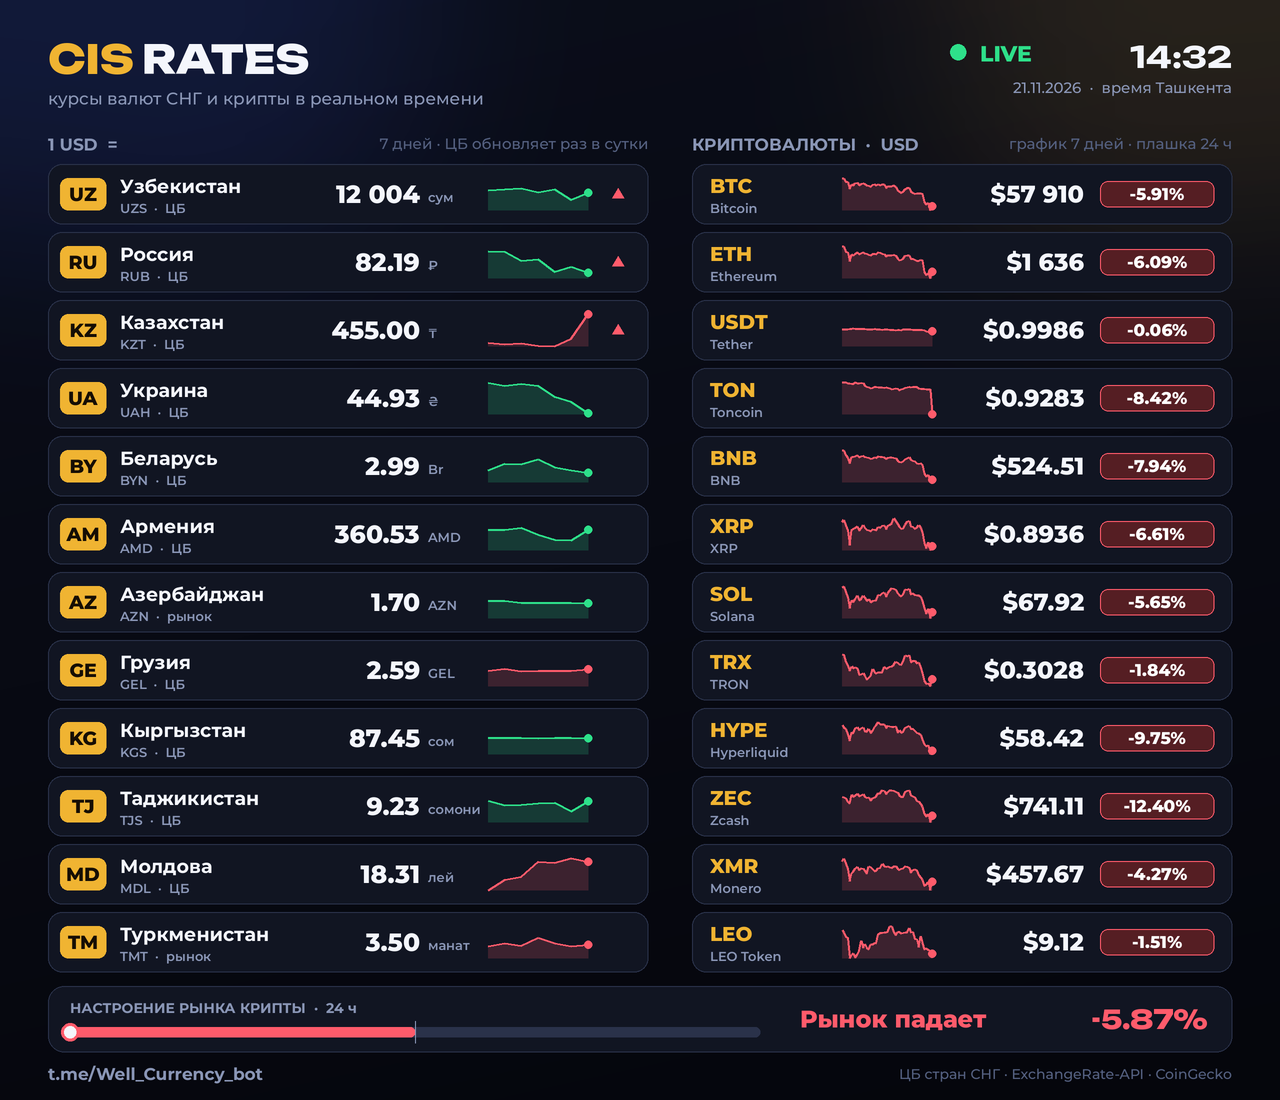 CIS RATES
курсы валют СНГ и крипты в реальном времени
LIVE 14:32
21.11.2026 · время Ташкента
1 USD =
7 дней · ЦБ обновляет раз в сутки
UZ Узбекистан 12 004 сум ▲
UZS · ЦБ
RU Россия 82.19 ₽ ▲
RUB · ЦБ
KZ Казахстан 455.00 ₸ ▲
KZT · ЦБ
UA Украина 44.93 ₴
UAH · ЦБ
BY Беларусь 2.99 Br
BYN · ЦБ
AM Армения 360.53 AMD
AMD · ЦБ
AZ Азербайджан 1.70 AZN
AZN · рынок
GE Грузия 2.59 GEL
GEL · ЦБ
KG Кыргызстан 87.45 сом
KGS · ЦБ
TJ Таджикистан 9.23 сомони
TJS · ЦБ
MD Молдова 18.31 лей
MDL · ЦБ
TM Туркменистан 3.50 манат
TMT · рынок
КРИПТОВАЛЮТЫ · USD
график 7 дней · плашка 24 ч
BTC $57 910 -5.91%
Bitcoin
ETH $1 636 -6.09%
Ethereum
USDT $0.9986 -0.06%
Tether
TON $0.9283 -8.42%
Toncoin
BNB $524.51 -7.94%
BNB
XRP $0.8936 -6.61%
XRP
SOL $67.92 -5.65%
Solana
TRX $0.3028 -1.84%
TRON
HYPE $58.42 -9.75%
Hyperliquid
ZEC $741.11 -12.40%
Zcash
XMR $457.67 -4.27%
Monero
LEO $9.12 -1.51%
LEO Token
НАСТРОЕНИЕ РЫНКА КРИПТЫ · 24 ч
Рынок падает -5.87%
t.me/Well_Currency_bot
ЦБ стран СНГ · ExchangeRate-API · CoinGecko